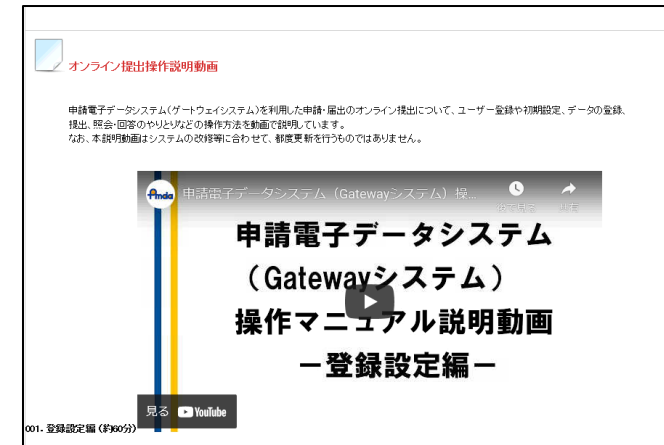 オンライン提出操作説明動画
申請電子データシステム(ゲートウェイシステム)を利用した申請・届出のオンライン提出について、ユーザー登録や初期設定、データの登録、
提出、照会・回答のやりとりなどの操作方法を動画で説明しています。
なお、本説明動画はシステムの改修等に合わせて、都度更新を行うものではありません。
Pmda 申請電子データシステム（Gatewayシステム）操...
後で見る 共有
申請電子データシステム
（Gatewayシステム）
操作マニュアル説明動画
－登録設定編－
見る YouTube
001. 登録設定編 (約60分)